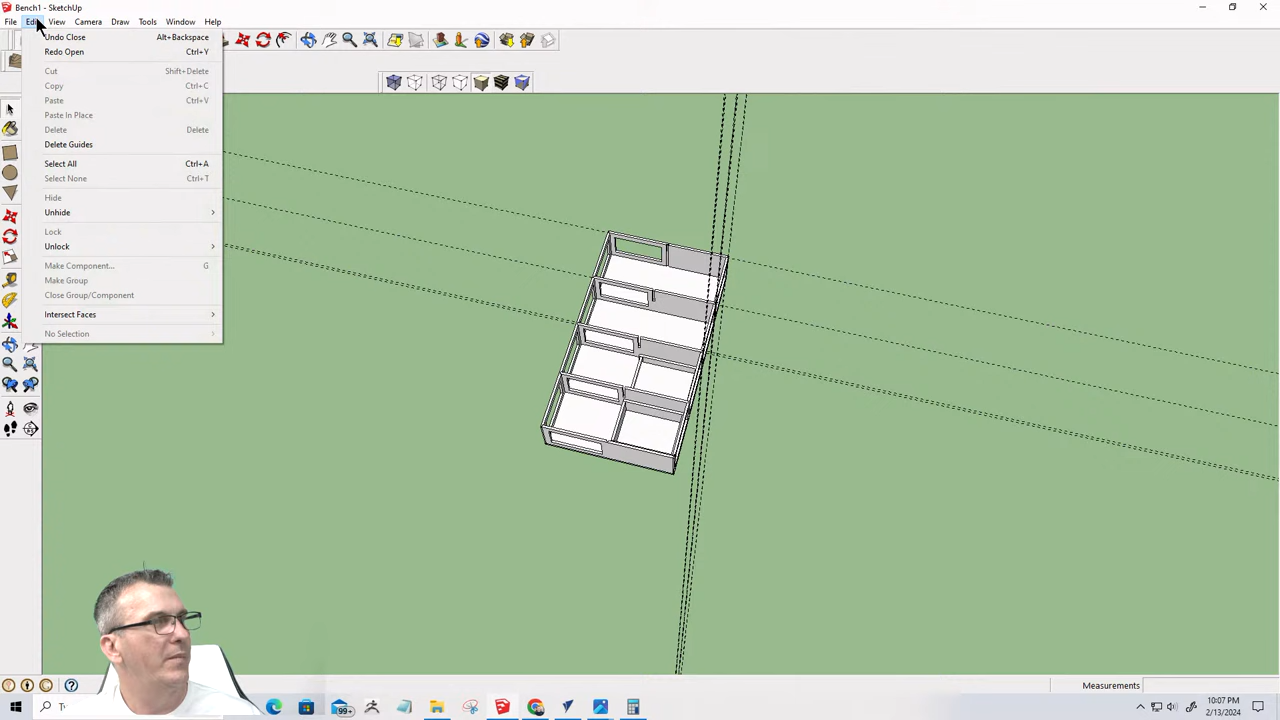 Bench1 - SketchUp
File Edit View Camera Draw Tools Window Help
Undo Close Alt+Backspace
Redo Open Ctrl+Y
Cut Shift+Delete
Copy Ctrl+C
Paste Ctrl+V
Paste In Place
Delete Delete
Delete Guides
Select All Ctrl+A
Select None Ctrl+T
Hide
Unhide
Lock
Unlock
Make Component... G
Make Group
Close Group/Component
Intersect Faces
No Selection
Measurements
99+
10:07 PM
2/13/2024